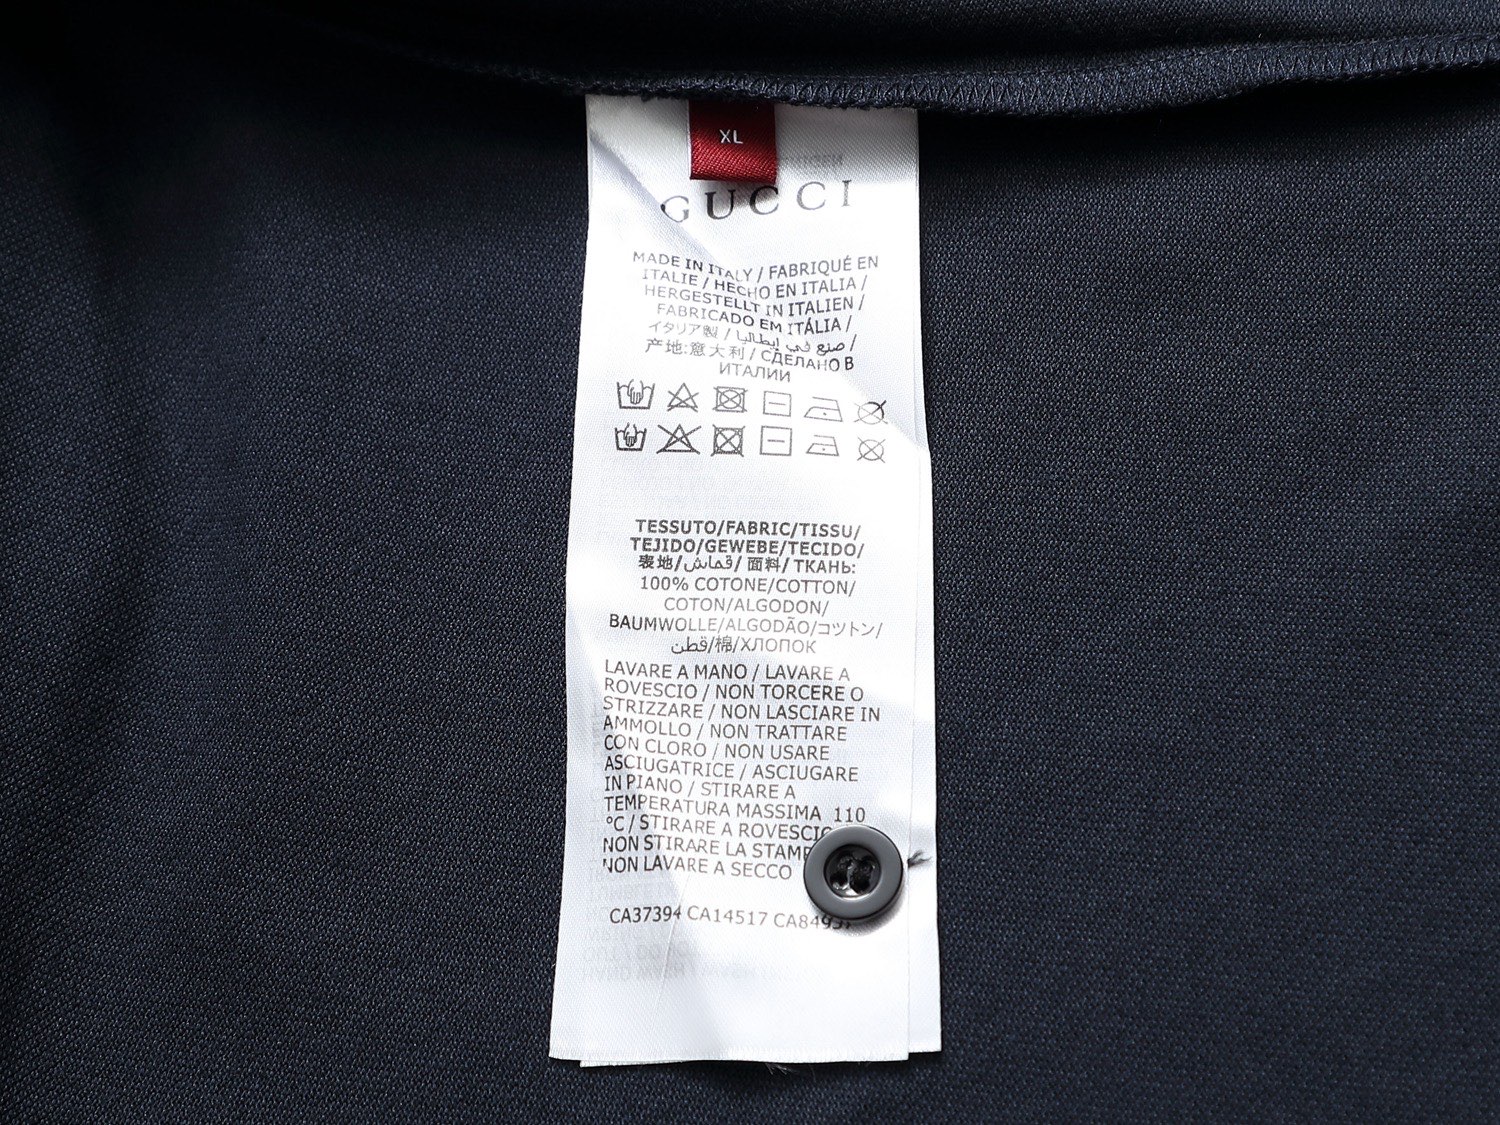 XL
GUCCI
MADE IN ITALY / FABRIQUÉ EN
ITALIE / HECHO EN ITALIA /
HERGESTELLT IN ITALIEN /
FABRICADO EM ITÁLIA /
イタリア製 / صنع في إيطاليا /
产地:意大利 / СДЕЛАНО В
ИТАЛИИ
TESSUTO/FABRIC/TISSU/
TEJIDO/GEWEBE/TECIDO/
表地/قماش/ 面料/ ТКАНЬ:
100% COTONE/COTTON/
COTON/ALGODON/
BAUMWOLLE/ALGODÃO/コットン/
قطن/棉/ХЛОПОК
LAVARE A MANO / LAVARE A
ROVESCIO / NON TORCERE O
STRIZZARE / NON LASCIARE IN
AMMOLLO / NON TRATTARE
CON CLORO / NON USARE
ASCIUGATRICE / ASCIUGARE
IN PIANO / STIRARE A
TEMPERATURA MASSIMA 110
°C / STIRARE A ROVESCIO
NON STIRARE LA
NON LAVARE A SECCO
CA37394 CA14517